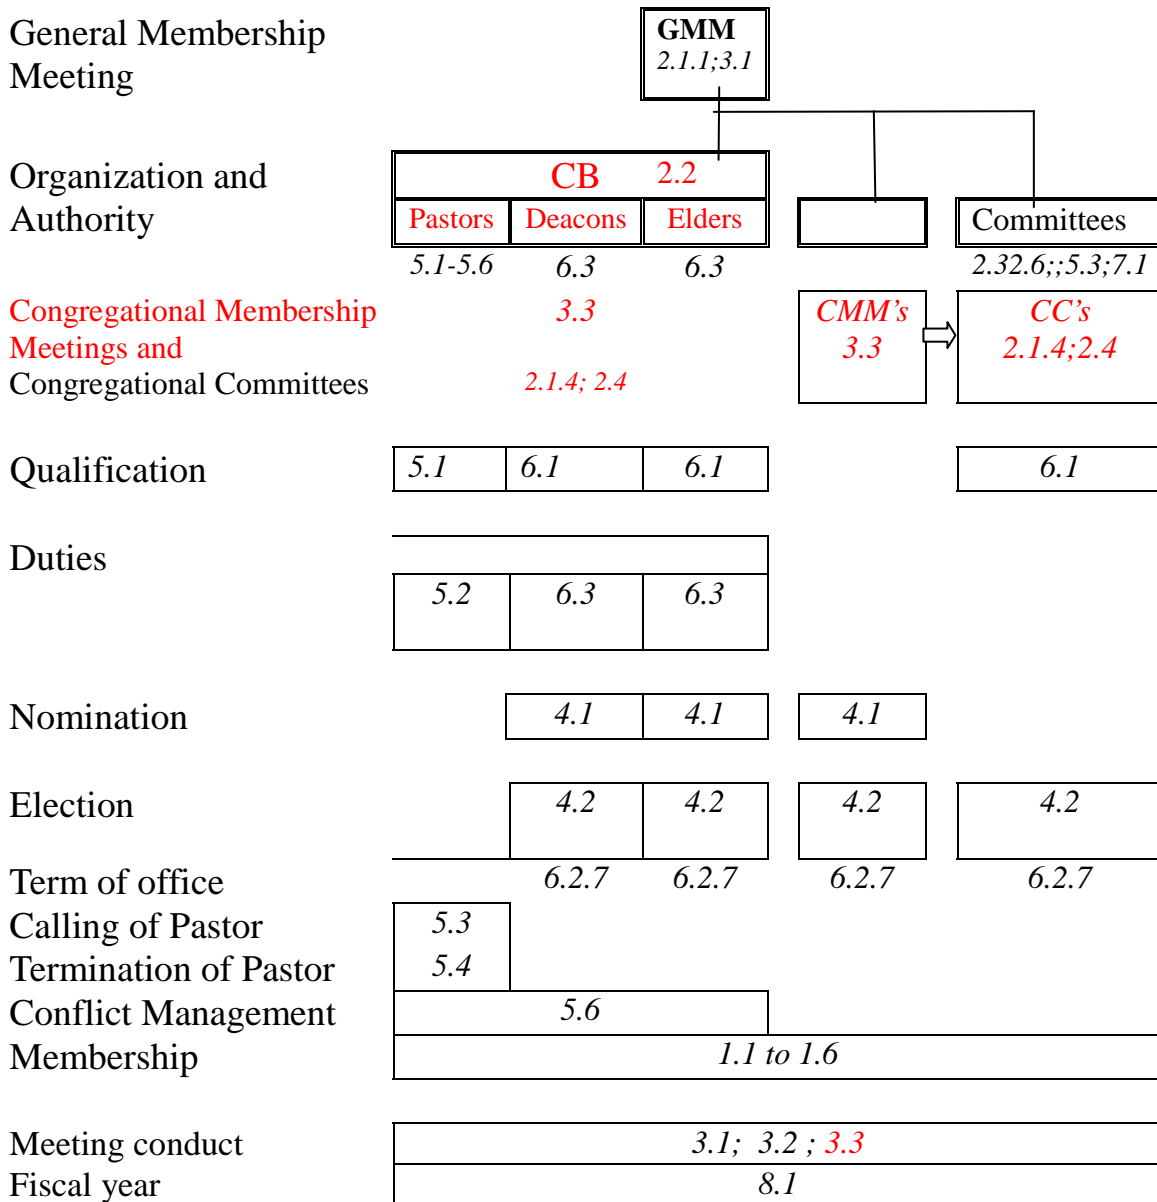 General Membership
Meeting
GMM
2.1.1;3.1
Organization and
Authority
CB 2.2
Pastors Deacons Elders Committees
5.1-5.6 6.3 6.3 2.32.6;;5.3;7.1
Congregational Membership 3.3 CMM's CC's
Meetings and 3.3 2.1.4;2.4
Congregational Committees 2.1.4; 2.4
Qualification 5.1 6.1 6.1 6.1
Duties
5.2 6.3 6.3
Nomination 4.1 4.1 4.1
Election 4.2 4.2 4.2 4.2
Term of office 6.2.7 6.2.7 6.2.7 6.2.7
Calling of Pastor 5.3
Termination of Pastor 5.4
Conflict Management 5.6
Membership 1.1 to 1.6
Meeting conduct 3.1; 3.2 ; 3.3
Fiscal year 8.1